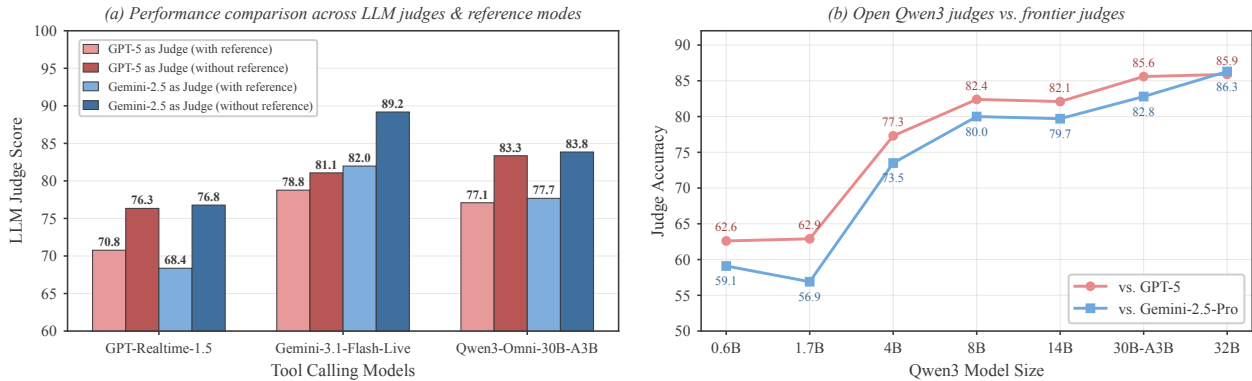 (a) Performance comparison across LLM judges & reference modes
LLM Judge Score
100
95
90
85
80
75
70
65
60
GPT-5 as Judge (with reference)
GPT-5 as Judge (without reference)
Gemini-2.5 as Judge (with reference)
Gemini-2.5 as Judge (without reference)
70.8
76.3
68.4
76.8
78.8
81.1
82.0
89.2
77.1
83.3
77.7
83.8
GPT-Realtime-1.5
Gemini-3.1-Flash-Live
Qwen3-Omni-30B-A3B
Tool Calling Models
(b) Open Qwen3 judges vs. frontier judges
Judge Accuracy
90
85
80
75
70
65
60
55
50
62.6
62.9
77.3
82.4
82.1
85.6
85.9
59.1
56.9
73.5
80.0
79.7
82.8
86.3
vs. GPT-5
vs. Gemini-2.5-Pro
0.6B
1.7B
4B
8B
14B
30B-A3B
32B
Qwen3 Model Size